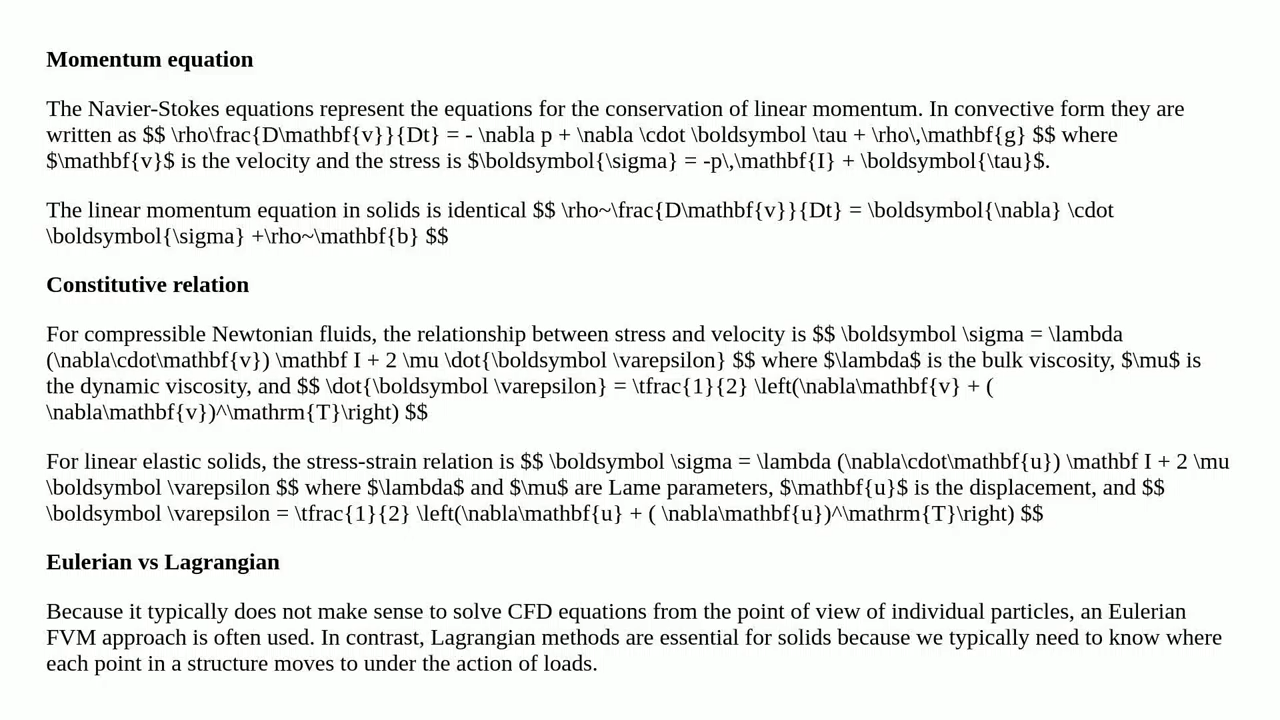 Momentum equation
The Navier-Stokes equations represent the equations for the conservation of linear momentum. In convective form they are
written as $$ \rho\frac{D\mathbf{v}}{Dt} = - \nabla p + \nabla \cdot \boldsymbol \tau + \rho\,\mathbf{g} $$ where
$\mathbf{v}$ is the velocity and the stress is $\boldsymbol{\sigma} = -p\,\mathbf{I} + \boldsymbol{\tau}$.
The linear momentum equation in solids is identical $$ \rho~\frac{D\mathbf{v}}{Dt} = \boldsymbol{\nabla} \cdot
\boldsymbol{\sigma} +\rho~\mathbf{b} $$
Constitutive relation
For compressible Newtonian fluids, the relationship between stress and velocity is $$ \boldsymbol \sigma = \lambda
(\nabla\cdot\mathbf{v}) \mathbf I + 2 \mu \dot{\boldsymbol \varepsilon} $$ where $\lambda$ is the bulk viscosity, $\mu$ is
the dynamic viscosity, and $$ \dot{\boldsymbol \varepsilon} = \tfrac{1}{2} \left(\nabla\mathbf{v} + (
\nabla\mathbf{v})^\mathrm{T}\right) $$
For linear elastic solids, the stress-strain relation is $$ \boldsymbol \sigma = \lambda (\nabla\cdot\mathbf{u}) \mathbf I + 2 \mu
\boldsymbol \varepsilon $$ where $\lambda$ and $\mu$ are Lame parameters, $\mathbf{u}$ is the displacement, and $$
\boldsymbol \varepsilon = \tfrac{1}{2} \left(\nabla\mathbf{u} + ( \nabla\mathbf{u})^\mathrm{T}\right) $$
Eulerian vs Lagrangian
Because it typically does not make sense to solve CFD equations from the point of view of individual particles, an Eulerian
FVM approach is often used. In contrast, Lagrangian methods are essential for solids because we typically need to know where
each point in a structure moves to under the action of loads.